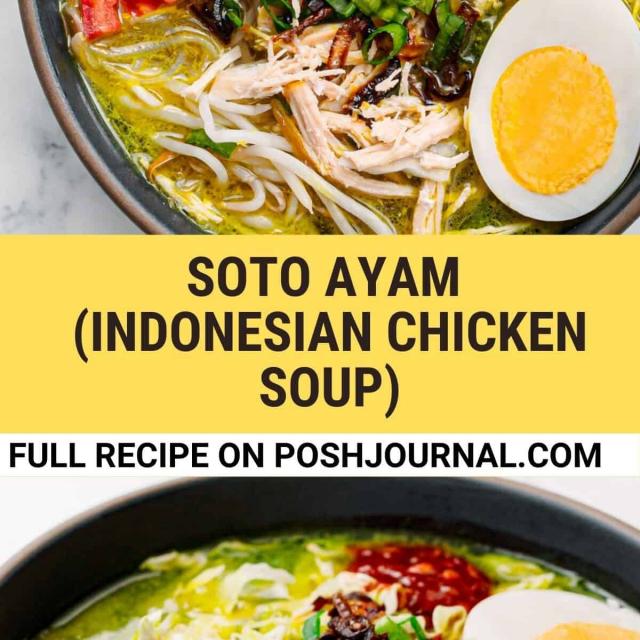 SOTO AYAM
(INDONESIAN CHICKEN
SOUP)
FULL RECIPE ON POSHJOURNAL.COM